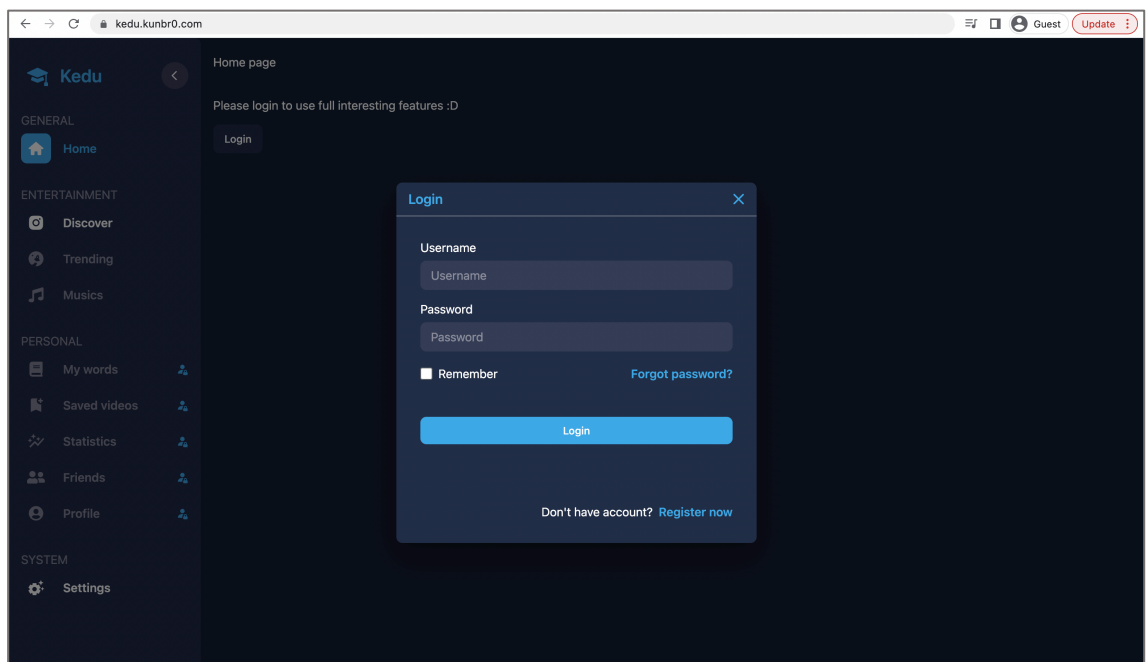 kedu.kunbr0.com
Guest
Update
Kedu
GENERAL
Home
ENTERTAINMENT
Discover
Trending
Musics
PERSONAL
My words
Saved videos
Statistics
Friends
Profile
SYSTEM
Settings
Home page
Please login to use full interesting features :D
Login
Login
Username
Username
Password
Password
Remember Forgot password?
Login
Don't have account? Register now